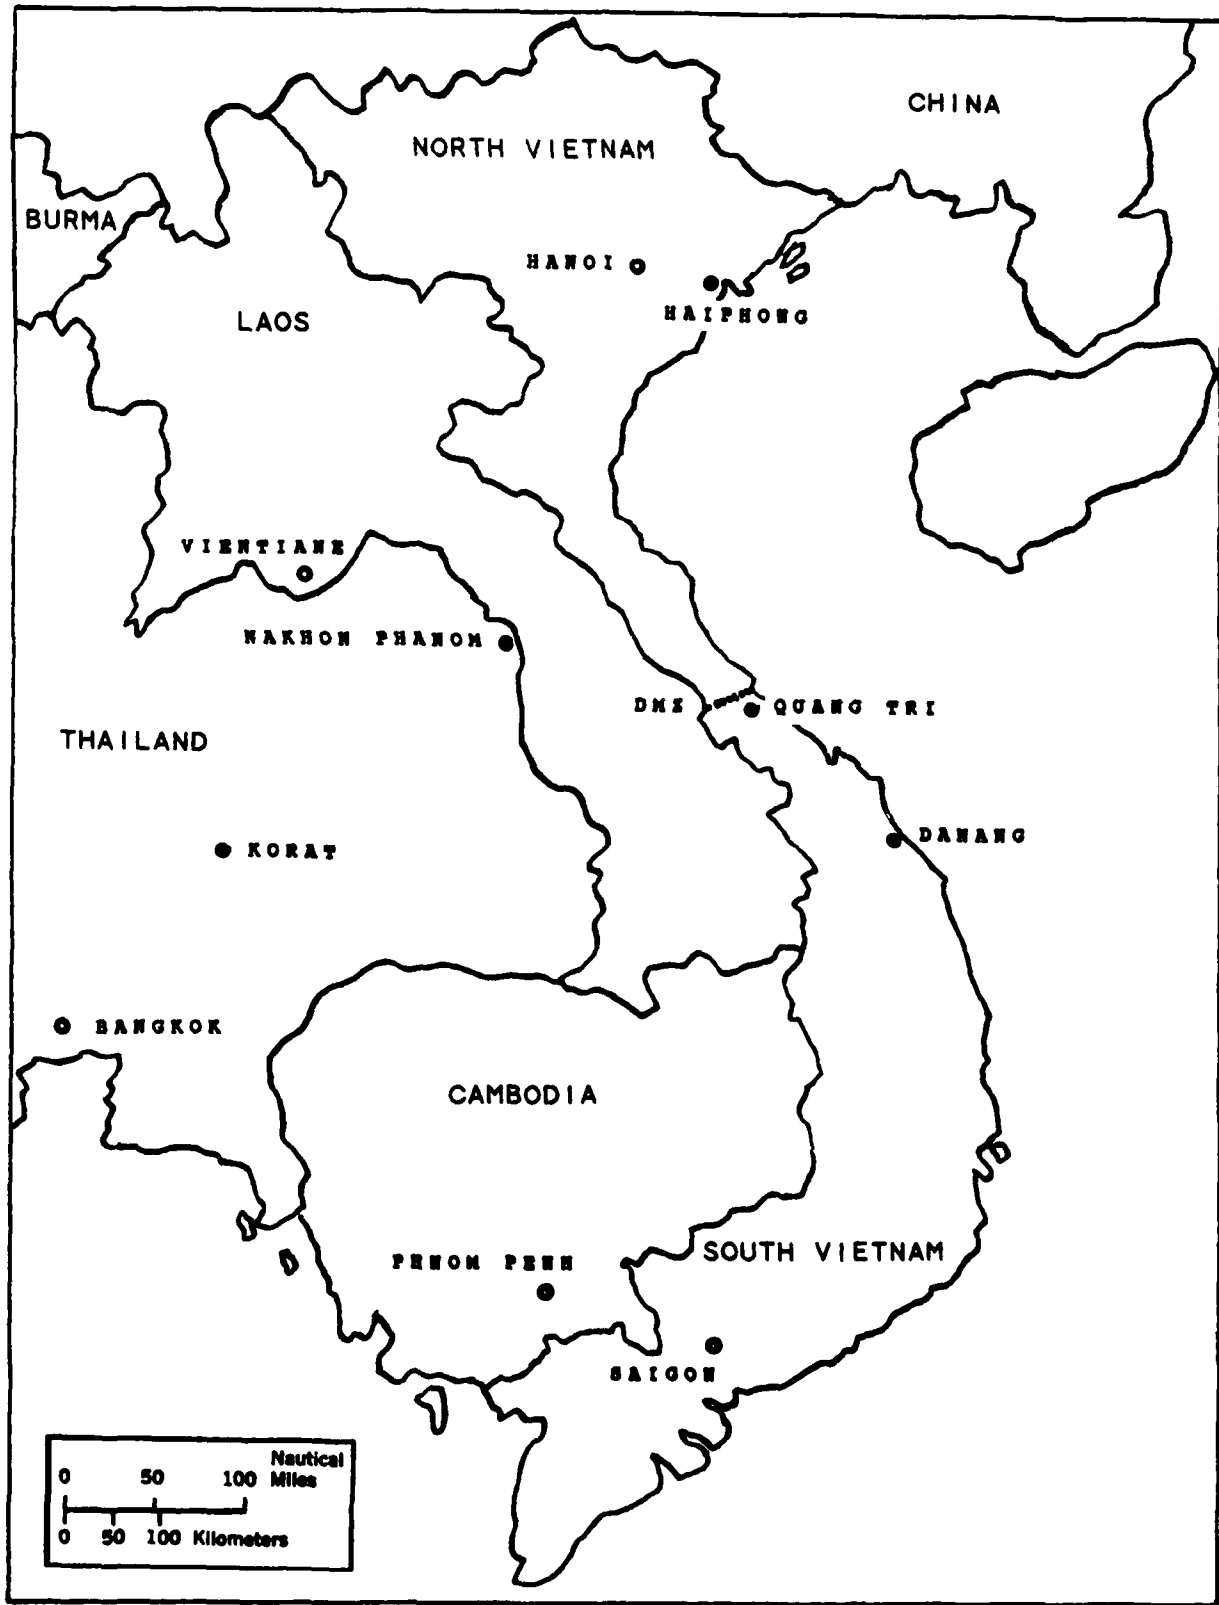 CHINA
NORTH VIETNAM
BURMA
HANOI
HAIPHONG
LAOS
VIENTIANE
NAKHON PHANOM
DMZ
QUANG TRI
THAILAND
DANANG
KORAT
BANGKOK
CAMBODIA
SOUTH VIETNAM
PHNOM PENH
SAIGON
Nautical
0 50 100 Miles
0 50 100 Kilometers